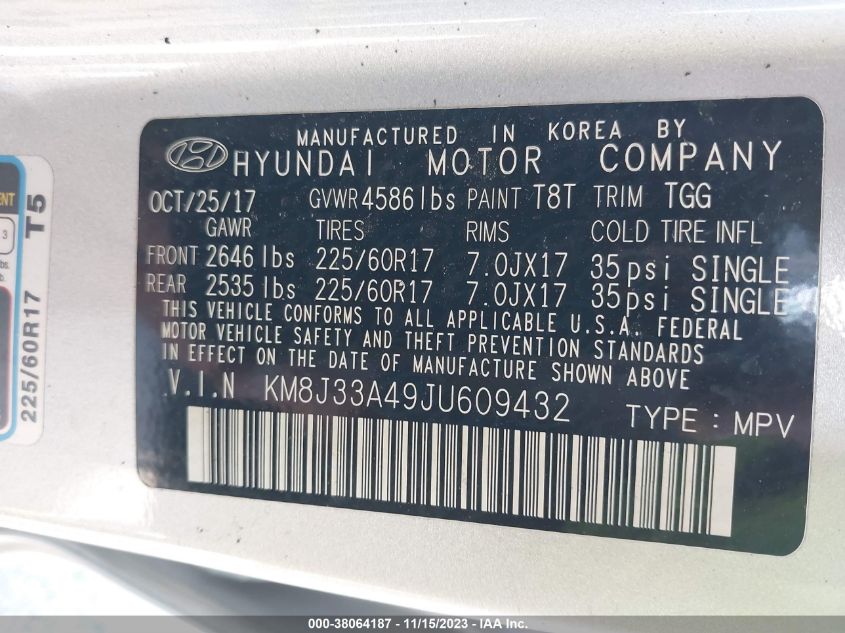 MANUFACTURED IN KOREA BY
HYUNDAI MOTOR COMPANY
OCT/25/17 GVWR 4586 lbs PAINT T8T TRIM TGG
GAWR TIRES RIMS COLD TIRE INFL
FRONT 2646 lbs 225/60R17 7.0JX17 35psi SINGLE
REAR 2535 lbs 225/60R17 7.0JX17 35psi SINGLE
THIS VEHICLE CONFORMS TO ALL APPLICABLE U.S.A. FEDERAL
MOTOR VEHICLE SAFETY AND THEFT PREVENTION STANDARDS
IN EFFECT ON THE DATE OF MANUFACTURE SHOWN ABOVE
V.I.N KM8J33A49JU609432 TYPE : MPV
225/60R17 T5
3
000-38064187 - 11/15/2023 - IAAI.com